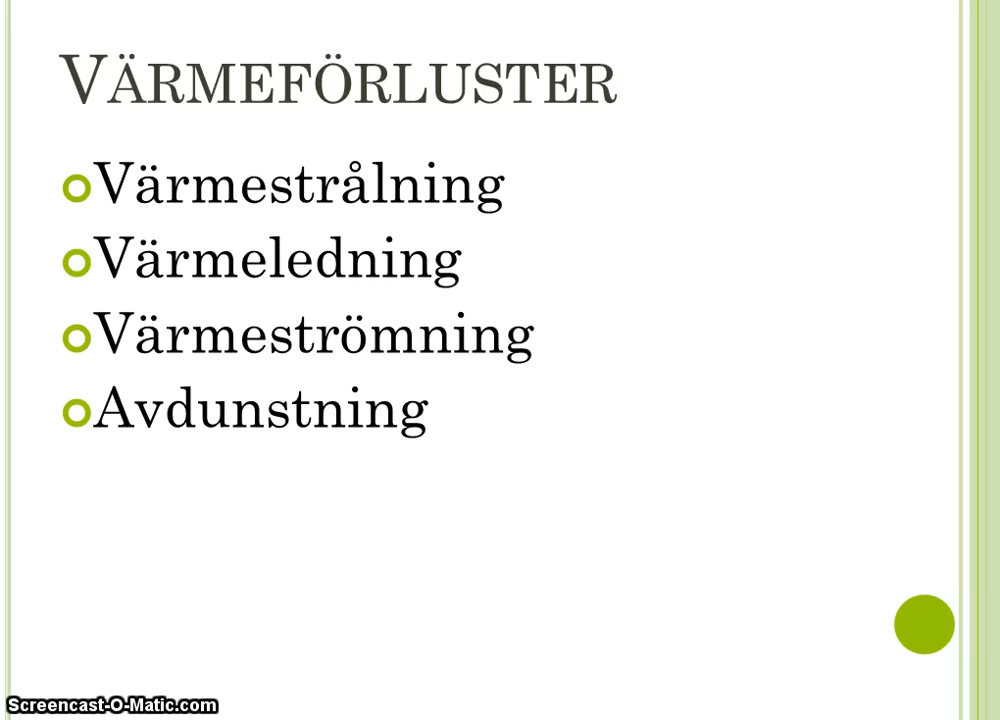 VÄRMEFÖRLUSTER
Värmestrålning
Värmeledning
Värmeströmning
Avdunstning
Screencast-O-Matic.com